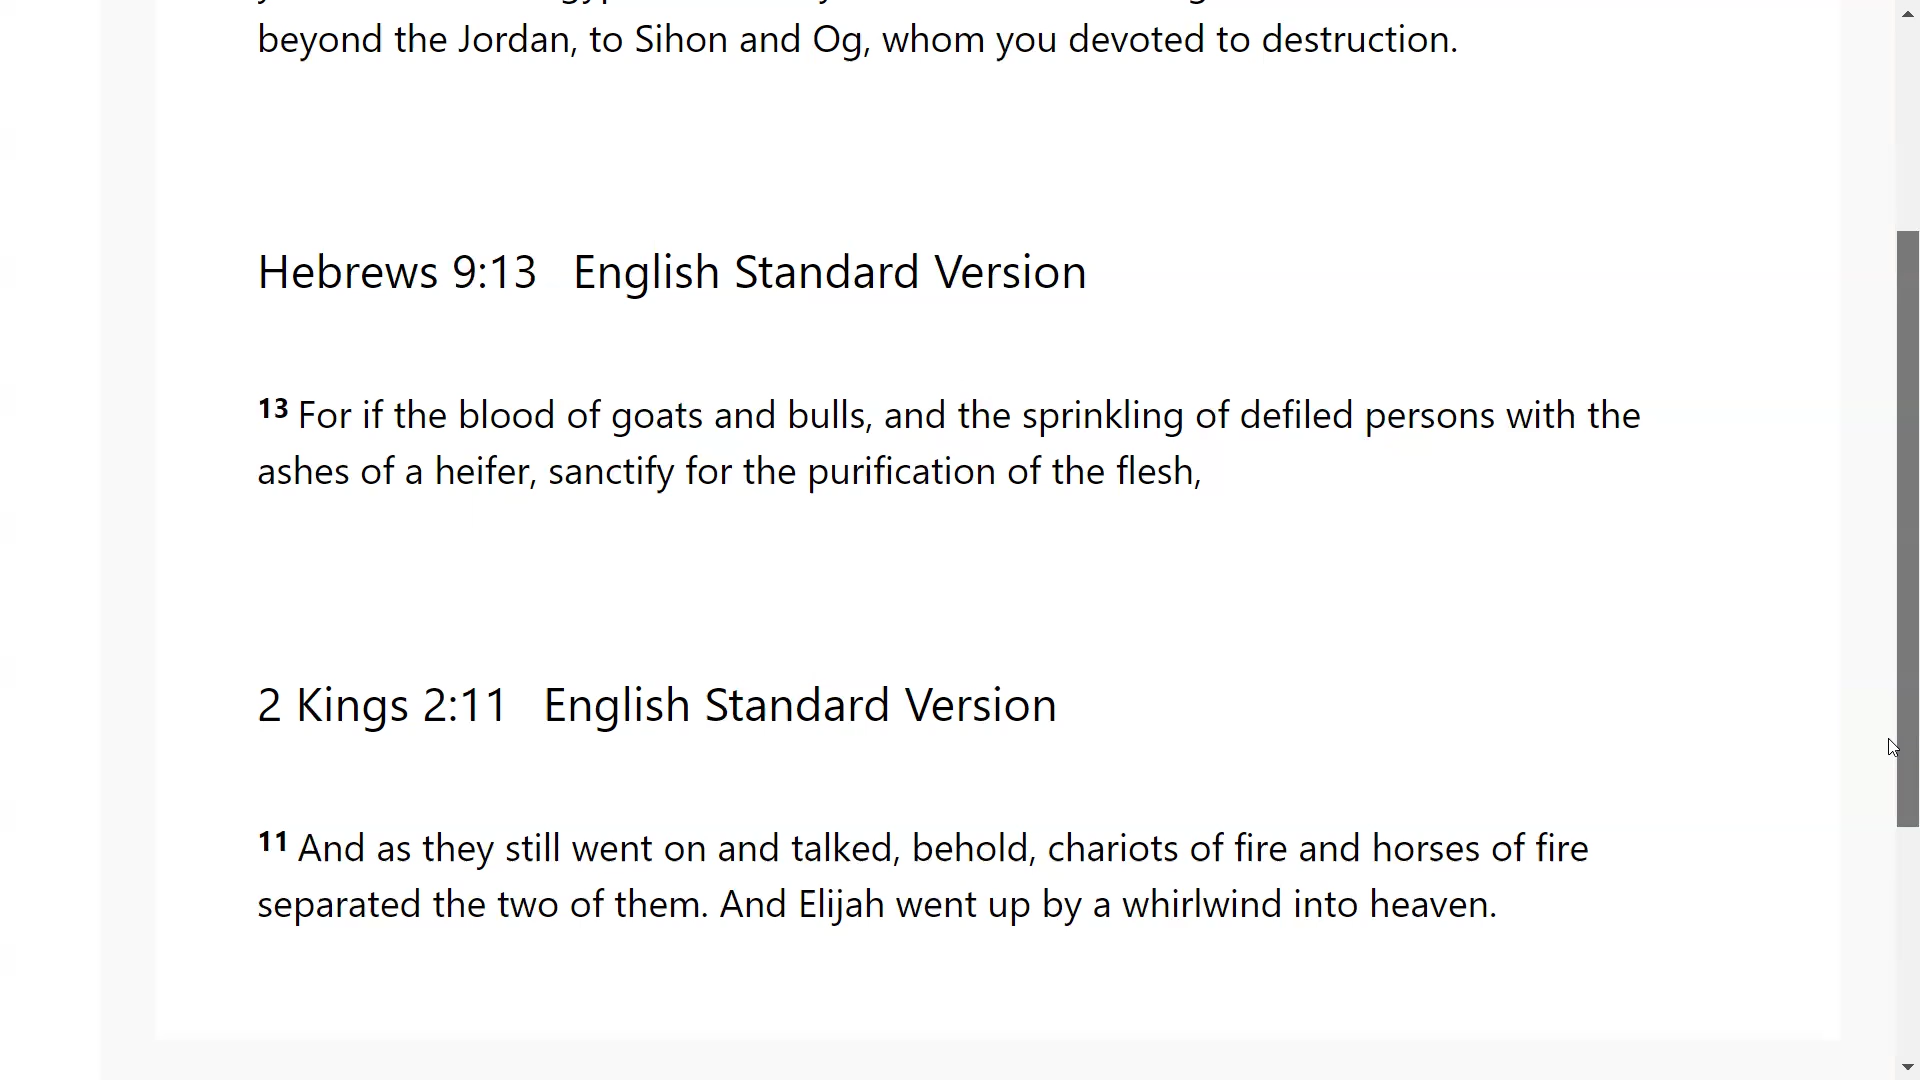 beyond the Jordan, to Sihon and Og, whom you devoted to destruction.
Hebrews 9:13 English Standard Version
13 For if the blood of goats and bulls, and the sprinkling of defiled persons with the
ashes of a heifer, sanctify for the purification of the flesh,
2 Kings 2:11 English Standard Version
11 And as they still went on and talked, behold, chariots of fire and horses of fire
separated the two of them. And Elijah went up by a whirlwind into heaven.